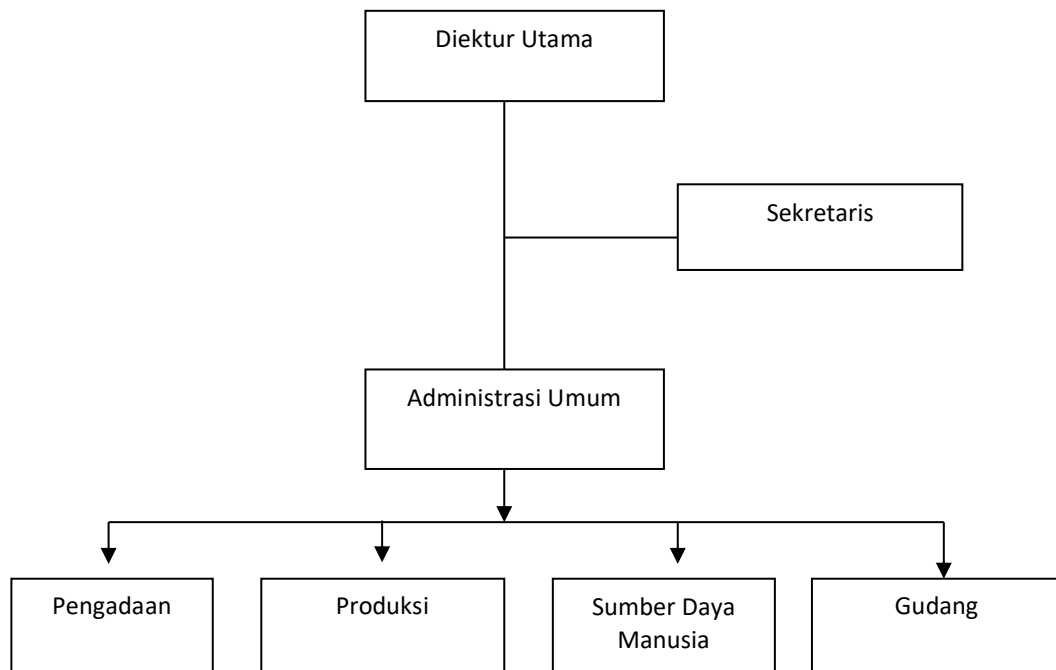 Diektur Utama
Sekretaris
Administrasi Umum
Pengadaan
Produksi
Sumber Daya
Manusia
Gudang